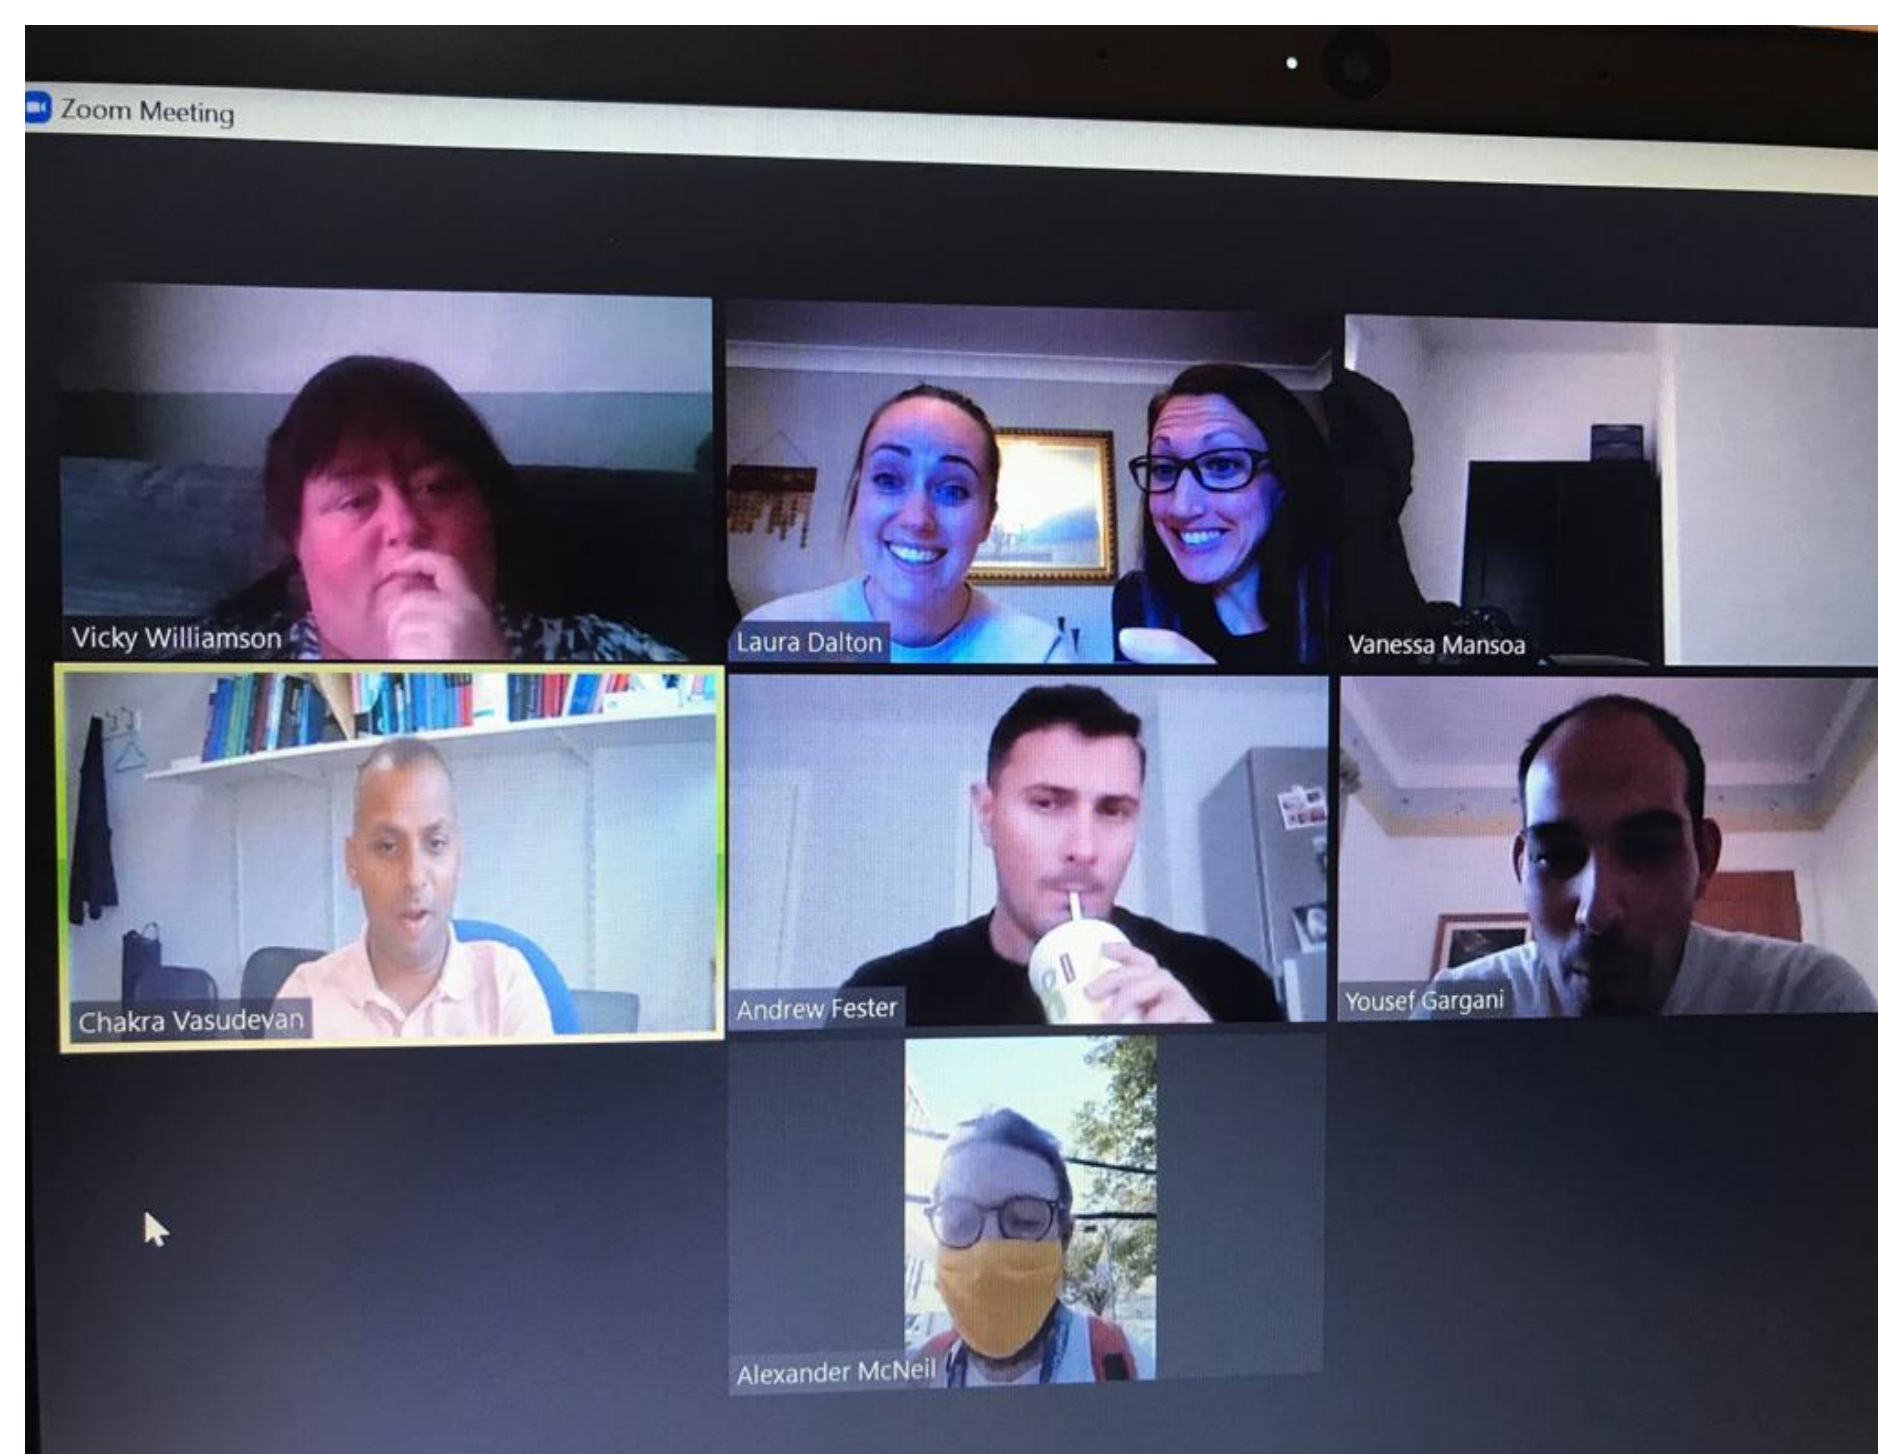 Zoom Meeting
Vicky Williamson
Laura Dalton
Vanessa Mansoa
Chakra Vasudevan
Andrew Fester
Yousef Gargani
Alexander McNeil